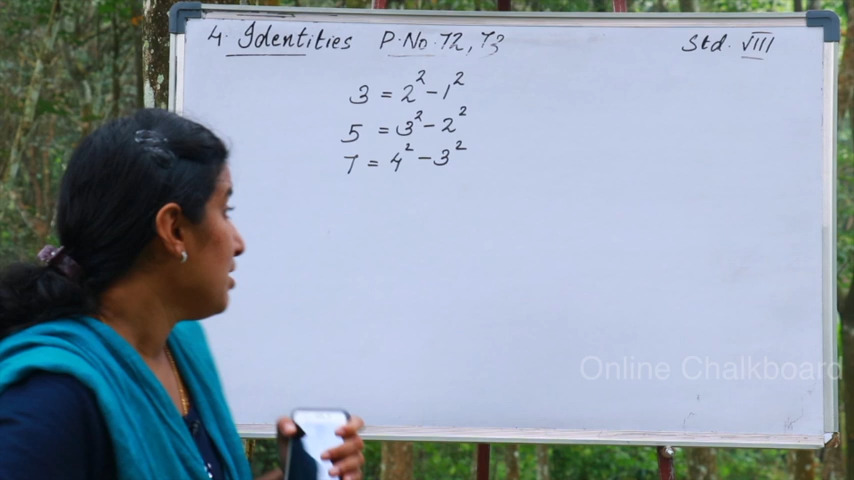 4. Identities P.No.72, 73 Std. VIII
3 = 2² - 1²
5 = 3² - 2²
7 = 4² - 3²
Online Chalkboard